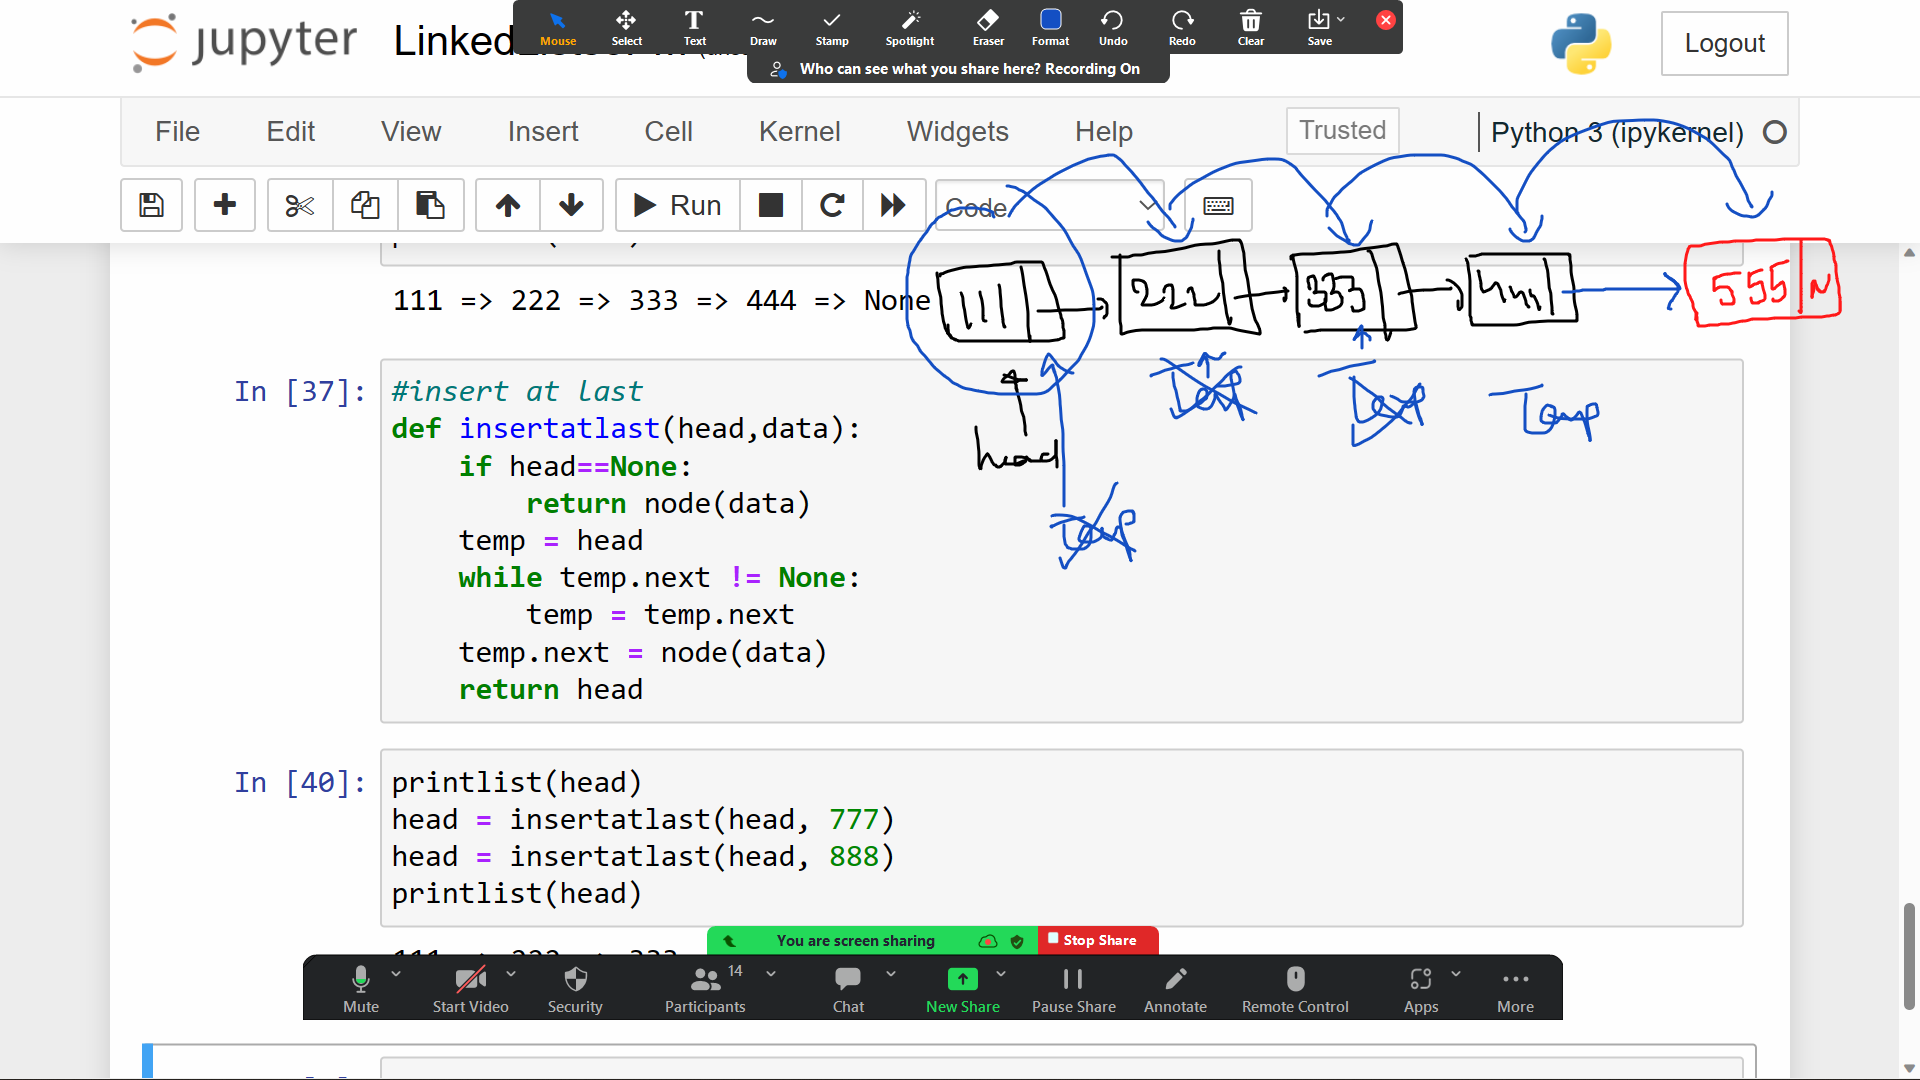 Mouse Select Text Draw Stamp Spotlight Eraser Format Undo Redo Clear Save
jupyter
Who can see what you share here? Recording On
Logout
File Edit View Insert Cell Kernel Widgets Help Trusted Python 3 (ipykernel)
Run Code
111 => 222 => 333 => 444 => None
111 222 333 444 555 N
In [37]: #insert at last
def insertatlast(head,data):
if head==None:
return node(data)
temp = head
while temp.next != None:
temp = temp.next
temp.next = node(data)
return head
Temp Temp Temp
head
Temp
In [40]: printlist(head)
head = insertatlast(head, 777)
head = insertatlast(head, 888)
printlist(head)
You are screen sharing Stop Share
14
Mute Start Video Security Participants Chat New Share Pause Share Annotate Remote Control Apps More